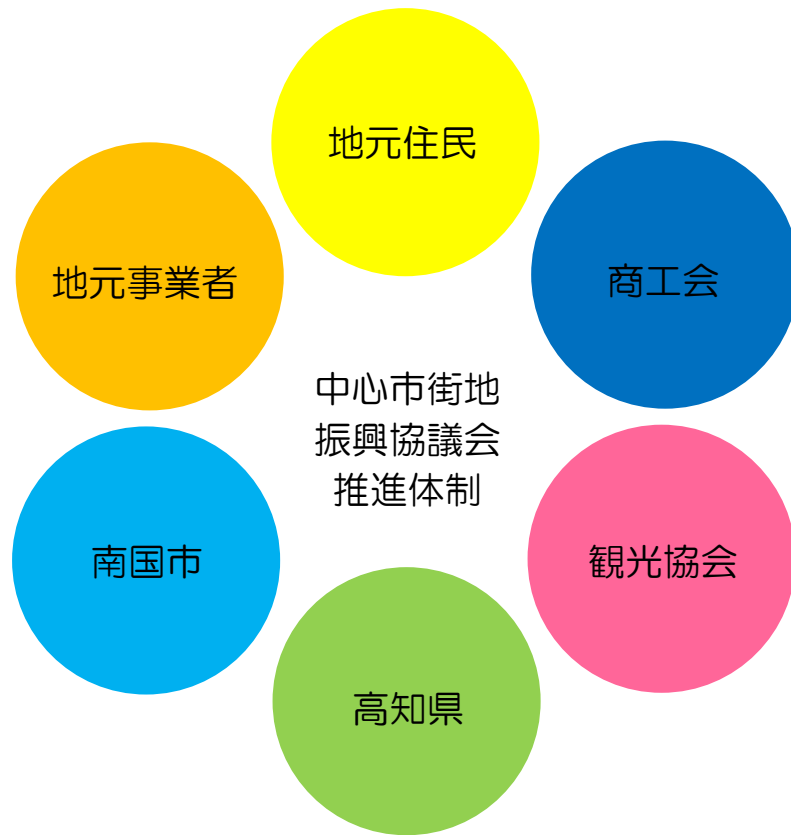 地元住民
地元事業者
商工会
中心市街地
振興協議会
推進体制
南国市
観光協会
高知県